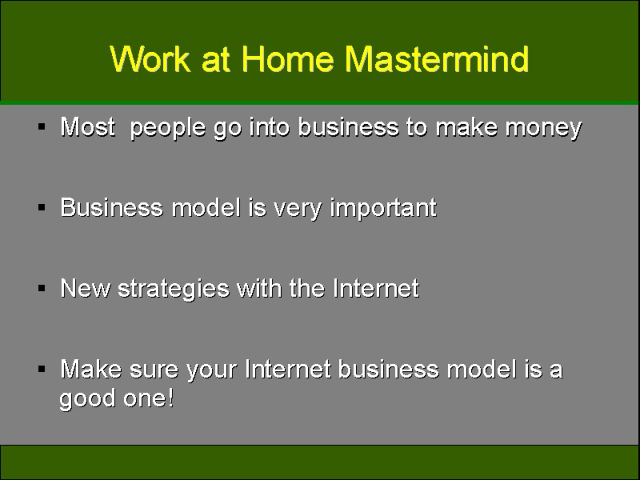 Work at Home Mastermind
▪ Most  people go into business to make money
▪ Business model is very important
▪ New strategies with the Internet
▪ Make sure your Internet business model is a
good one!